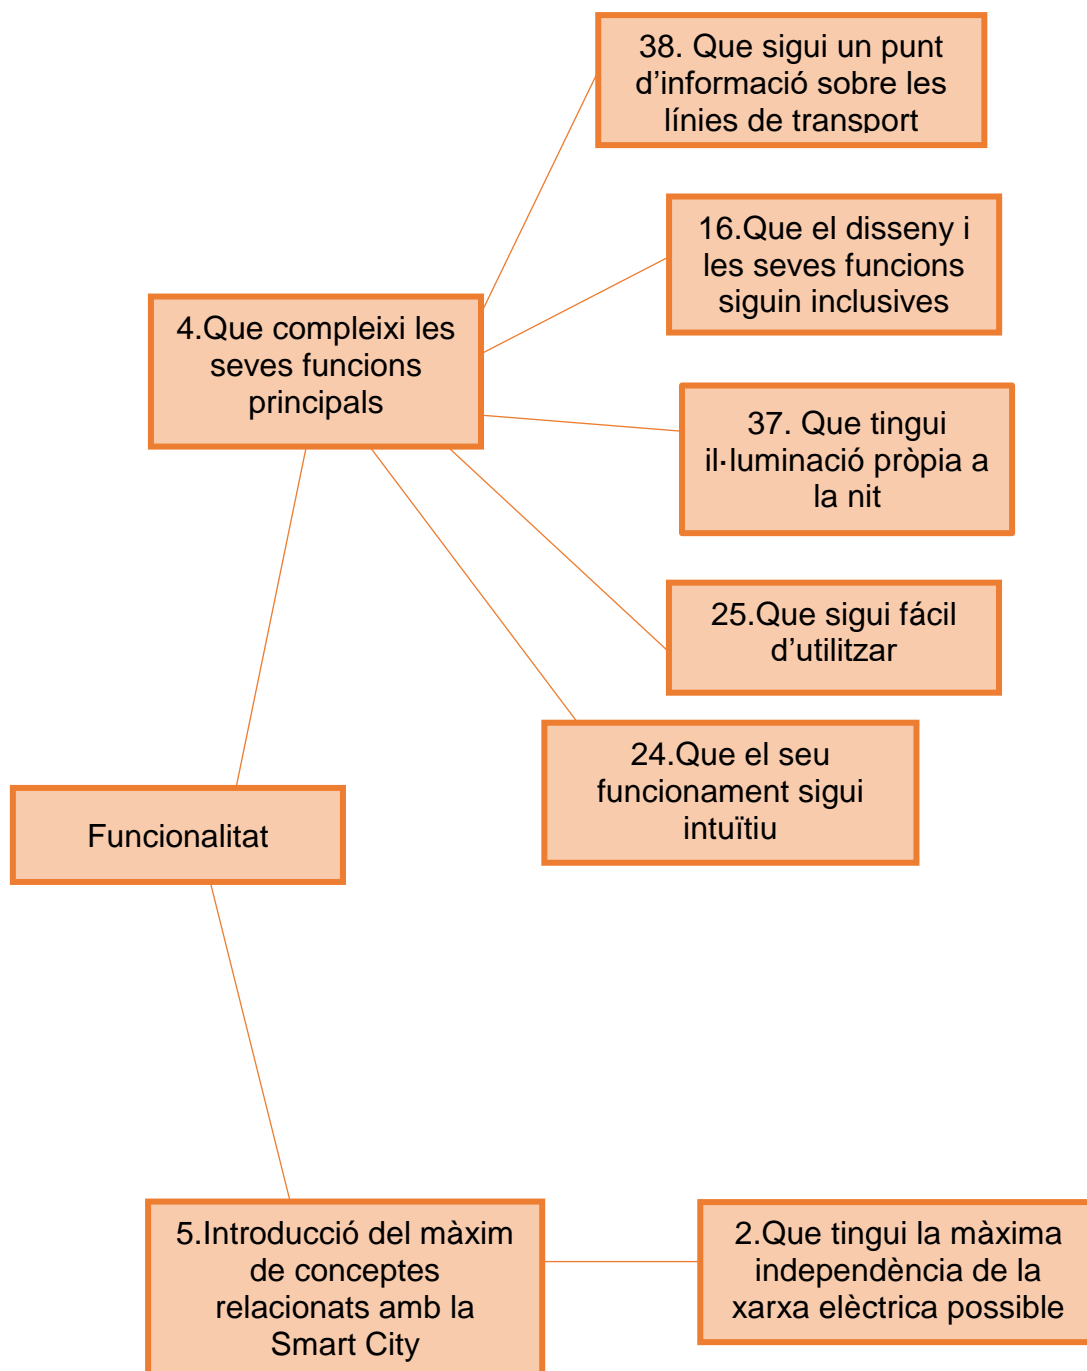 38. Que sigui un punt
d’informació sobre les
línies de transport
16.Que el disseny i
les seves funcions
siguin inclusives
4.Que compleixi les
seves funcions
principals
37. Que tingui
il·luminació pròpia a
la nit
25.Que sigui fácil
d’utilitzar
24.Que el seu
funcionament sigui
intuïtiu
Funcionalitat
5.Introducció del màxim
de conceptes
relacionats amb la
Smart City
2.Que tingui la màxima
independència de la
xarxa elèctrica possible